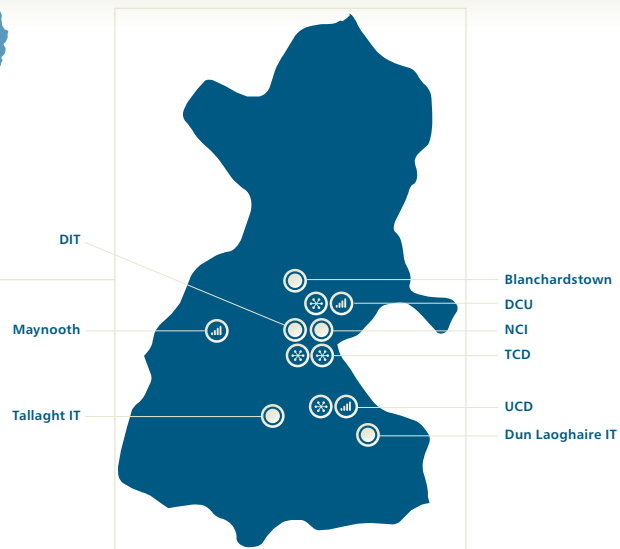 DIT
Blanchardstown
DCU
Maynooth
NCI
TCD
UCD
Tallaght IT
Dun Laoghaire IT